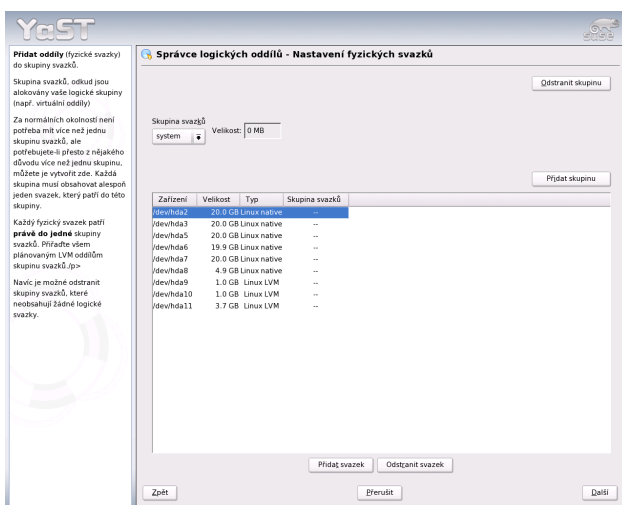 YaST
SUSE
Přidat oddíly (fyzické svazky)
do skupiny svazků.
Skupina svazků, odkud jsou
alokovány vaše logické skupiny
(např. virtuální oddíly)
Za normálních okolností není
potřeba mít více než jednu
skupinu svazků, ale
potřebujete-li přesto z nějakého
důvodu více než jednu skupinu,
můžete je vytvořit zde. Každá
skupina musí obsahovat alespoň
jeden svazek, který patří do této
skupiny.
Každý fyzický svazek patří
právě do jedné skupiny
svazků. Přiřaďte všem
plánovaným LVM oddílům
skupinu svazků./p>
Navíc je možné odstranit
skupiny svazků, které
neobsahují žádné logické
svazky.
Správce logických oddílů - Nastavení fyzických svazků
Odstranit skupinu
Skupina svazků
system
Velikost: 0 MB
Přidat skupinu
Zařízení Velikost Typ Skupina svazků
/dev/hda2 20.0 GB Linux native --
/dev/hda3 20.0 GB Linux native --
/dev/hda5 20.0 GB Linux native --
/dev/hda6 19.9 GB Linux native --
/dev/hda7 20.0 GB Linux native --
/dev/hda8 4.9 GB Linux native --
/dev/hda9 1.0 GB Linux LVM --
/dev/hda10 1.0 GB Linux LVM --
/dev/hda11 3.7 GB Linux LVM --
Přidat svazek Odstranit svazek
Zpět Přerušit Další